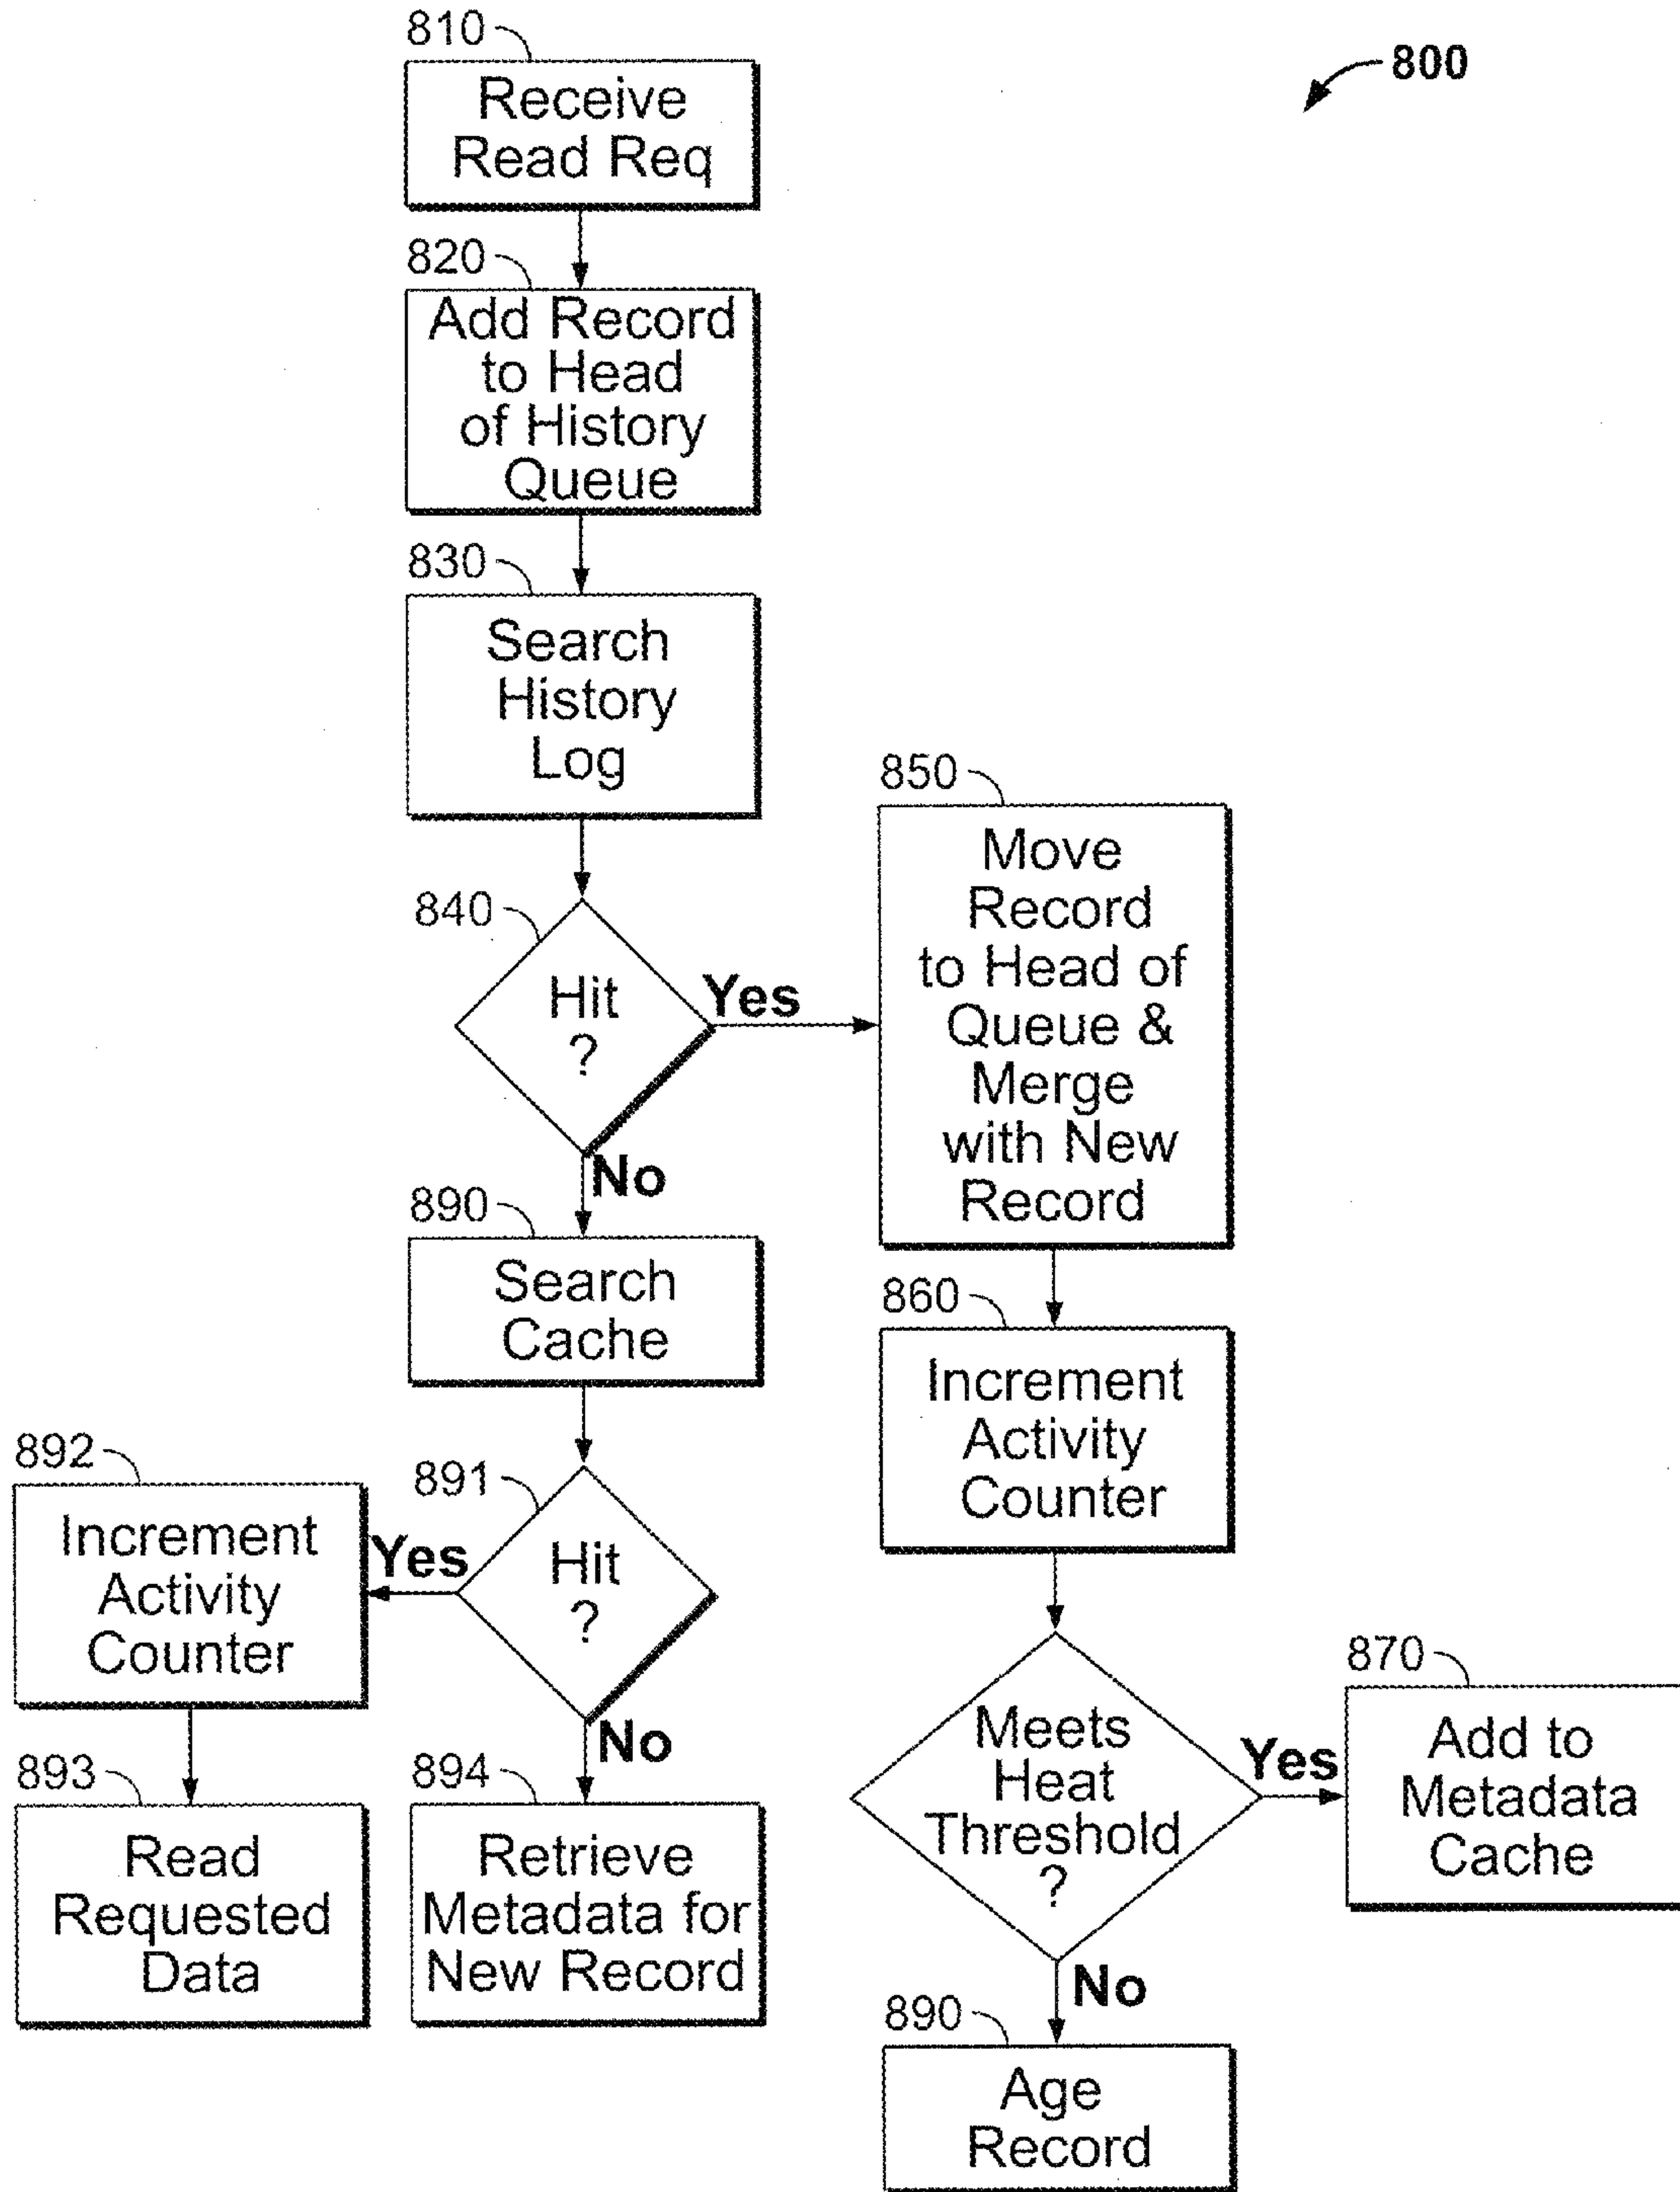 800
810
Receive
Read Req
820
Add Record
to Head
of History
Queue
830
Search
History
Log
840
Hit
?
Yes
No
850
Move
Record
to Head of
Queue &
Merge
with New
Record
860
Increment
Activity
Counter
Meets
Heat
Threshold
?
Yes
No
870
Add to
Metadata
Cache
890
Age
Record
890
Search
Cache
891
Hit
?
Yes
No
892
Increment
Activity
Counter
893
Read
Requested
Data
894
Retrieve
Metadata for
New Record